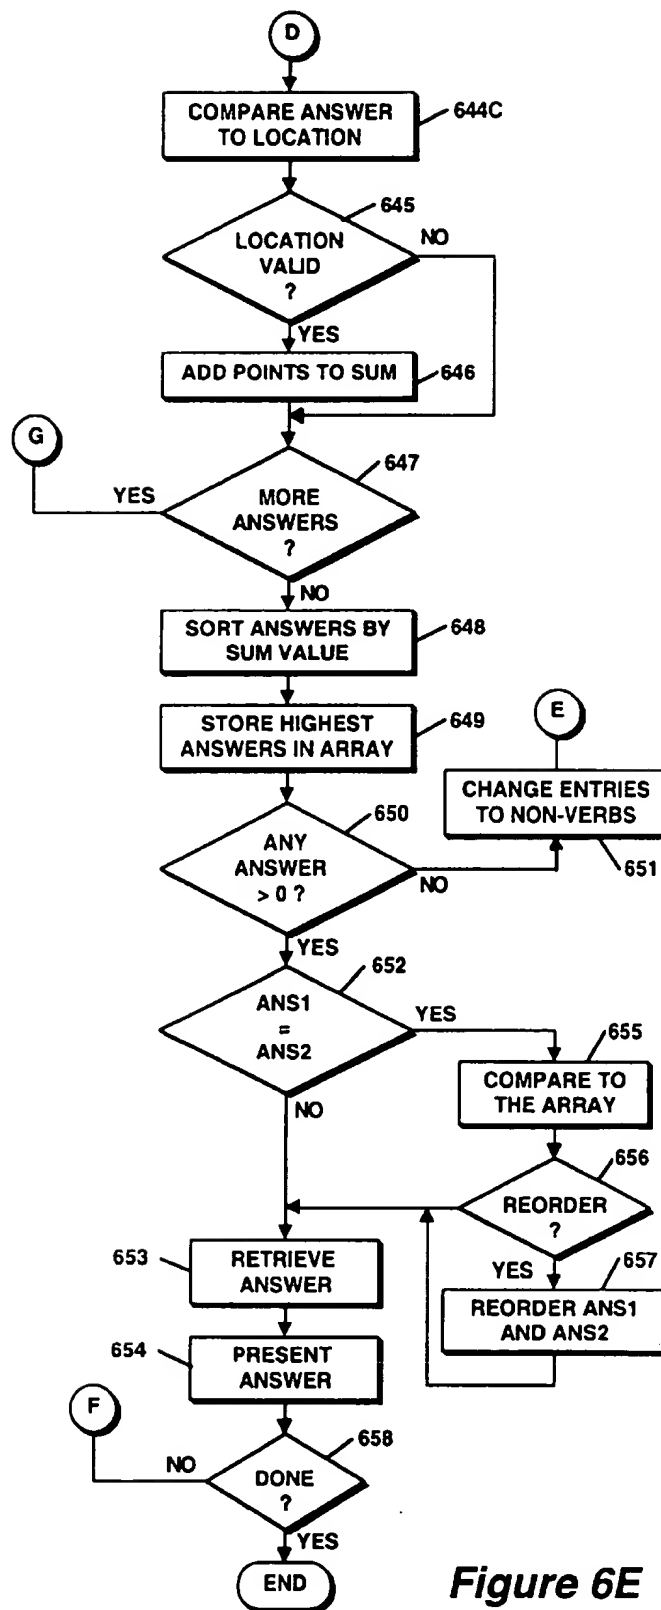 D
COMPARE ANSWER
TO LOCATION
644C
645
LOCATION
VALID
?
NO
YES
ADD POINTS TO SUM
646
G
647
YES
MORE
ANSWERS
?
NO
SORT ANSWERS BY
SUM VALUE
648
STORE HIGHEST
ANSWERS IN ARRAY
649
E
CHANGE ENTRIES
TO NON-VERBS
651
650
ANY
ANSWER
> 0 ?
NO
YES
652
ANS1
=
ANS2
YES
NO
655
COMPARE TO
THE ARRAY
656
REORDER
?
YES
657
REORDER ANS1
AND ANS2
653
RETRIEVE
ANSWER
654
PRESENT
ANSWER
F
658
NO
DONE
?
YES
END
Figure 6E